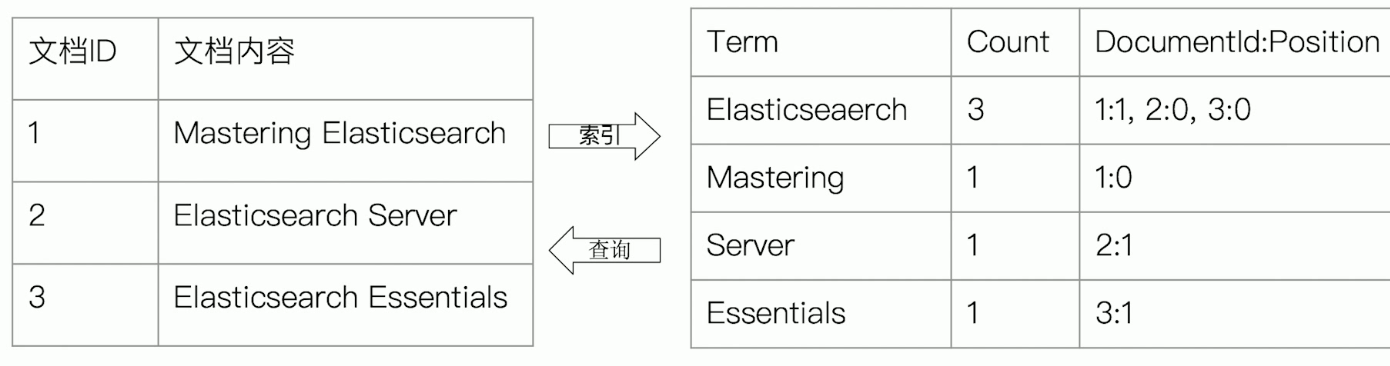 文档ID 文档内容
1 Mastering Elasticsearch
2 Elasticsearch Server
3 Elasticsearch Essentials
索引
查询
Term Count DocumentId:Position
Elasticseaerch 3 1:1, 2:0, 3:0
Mastering 1 1:0
Server 1 2:1
Essentials 1 3:1